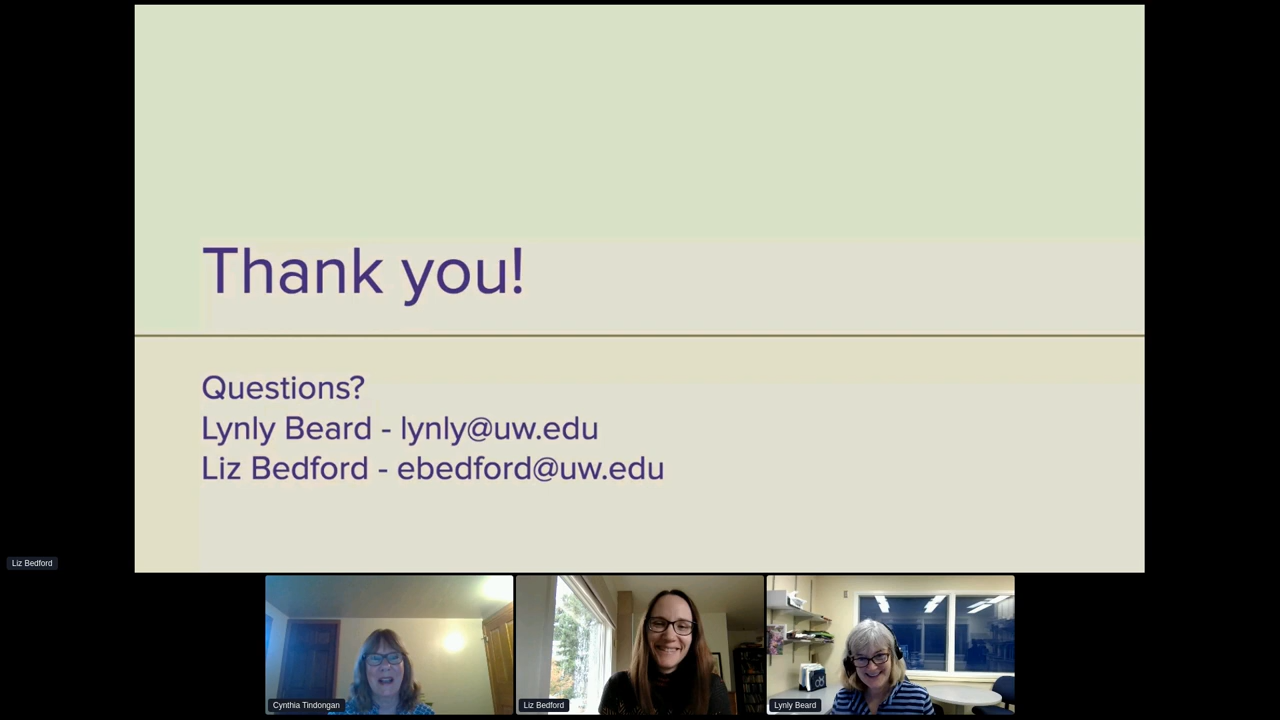 Thank you!
Questions?
Lynly Beard - lynly@uw.edu
Liz Bedford - ebedford@uw.edu
Liz Bedford
Cynthia Tindongan
Liz Bedford
Lynly Beard